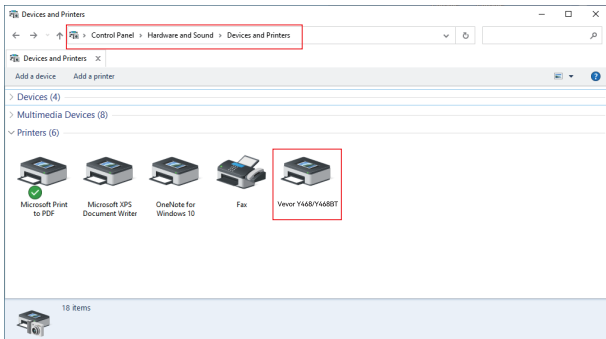 Devices and Printers
Control Panel > Hardware and Sound > Devices and Printers
Devices and Printers x
Add a device Add a printer
Devices (4)
Multimedia Devices (8)
Printers (6)
Microsoft Print
to PDF
Microsoft XPS
Document Writer
OneNote for
Windows 10
Fax
Vevor Y468/Y468BT
18 items